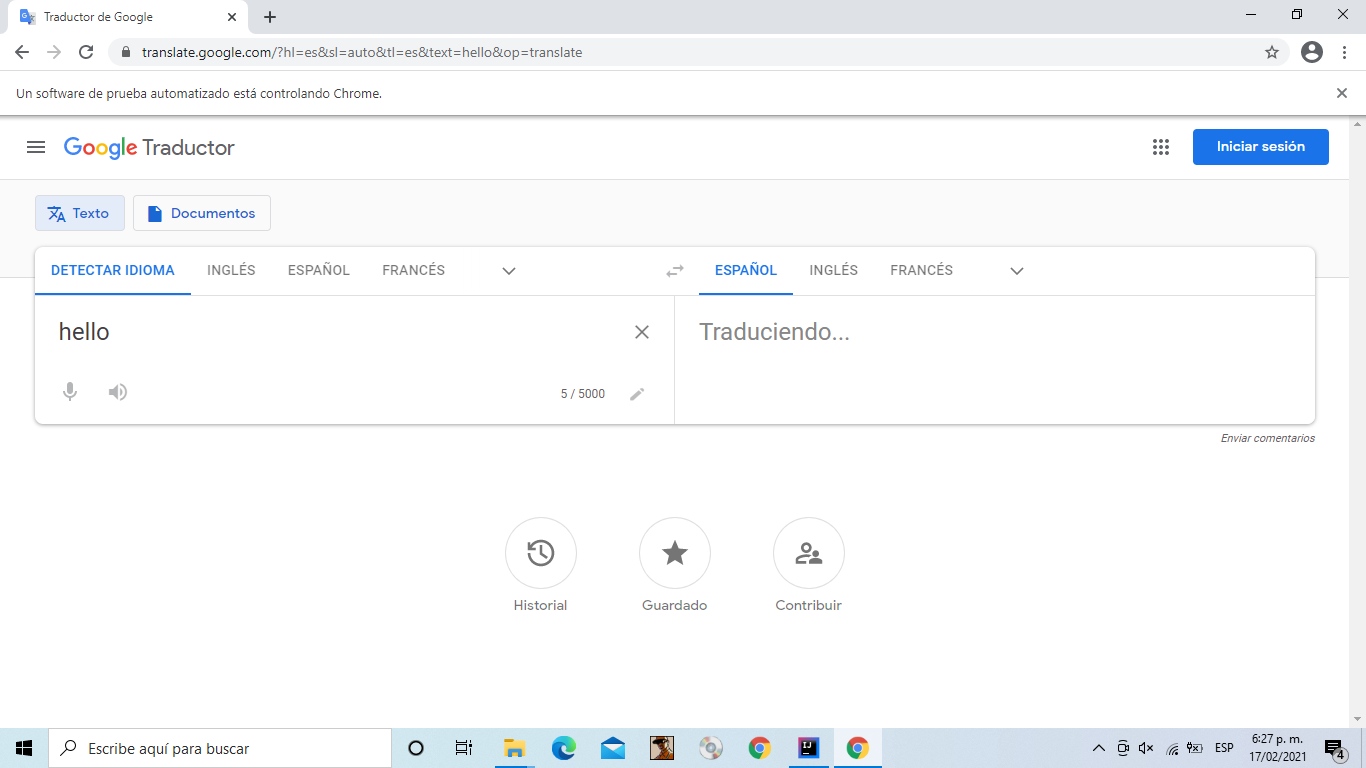 Traductor de Google
translate.google.com/?hl=es&sl=auto&tl=es&text=hello&op=translate
Un software de prueba automatizado está controlando Chrome.
Google Traductor
Iniciar sesión
Texto
Documentos
DETECTAR IDIOMA INGLÉS ESPAÑOL FRANCÉS
ESPAÑOL INGLÉS FRANCÉS
hello
Traduciendo...
5 / 5000
Enviar comentarios
Historial
Guardado
Contribuir
Escribe aquí para buscar
ESP
6:27 p. m.
17/02/2021
4